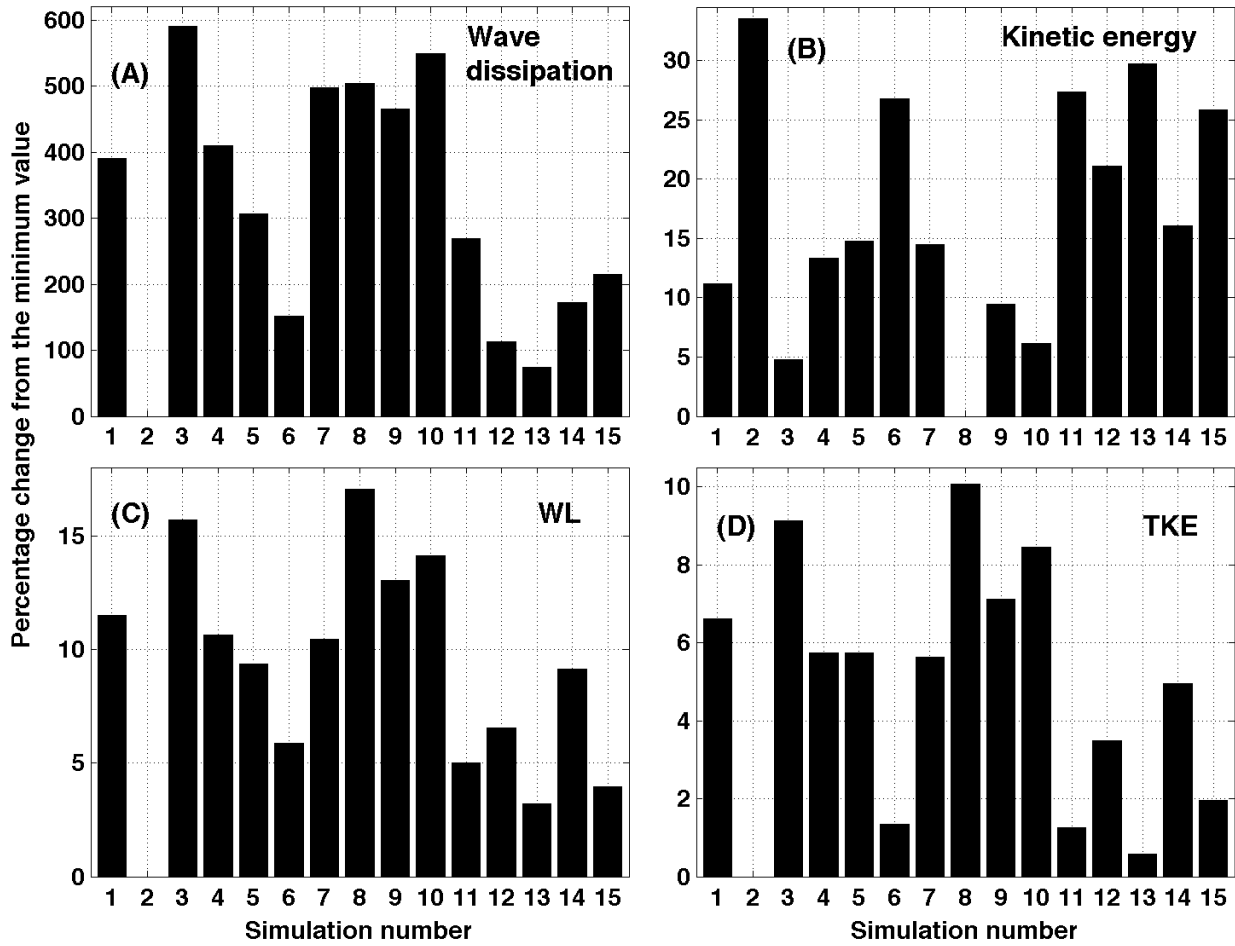 Percentage change from the minimum value
600
500
400
300
200
100
0
(A)
Wave
dissipation
1 2 3 4 5 6 7 8 9 10 11 12 13 14 15
30
25
20
15
10
5
0
(B)
Kinetic energy
1 2 3 4 5 6 7 8 9 10 11 12 13 14 15
15
10
5
0
(C)
WL
1 2 3 4 5 6 7 8 9 10 11 12 13 14 15
Simulation number
10
8
6
4
2
0
(D)
TKE
1 2 3 4 5 6 7 8 9 10 11 12 13 14 15
Simulation number